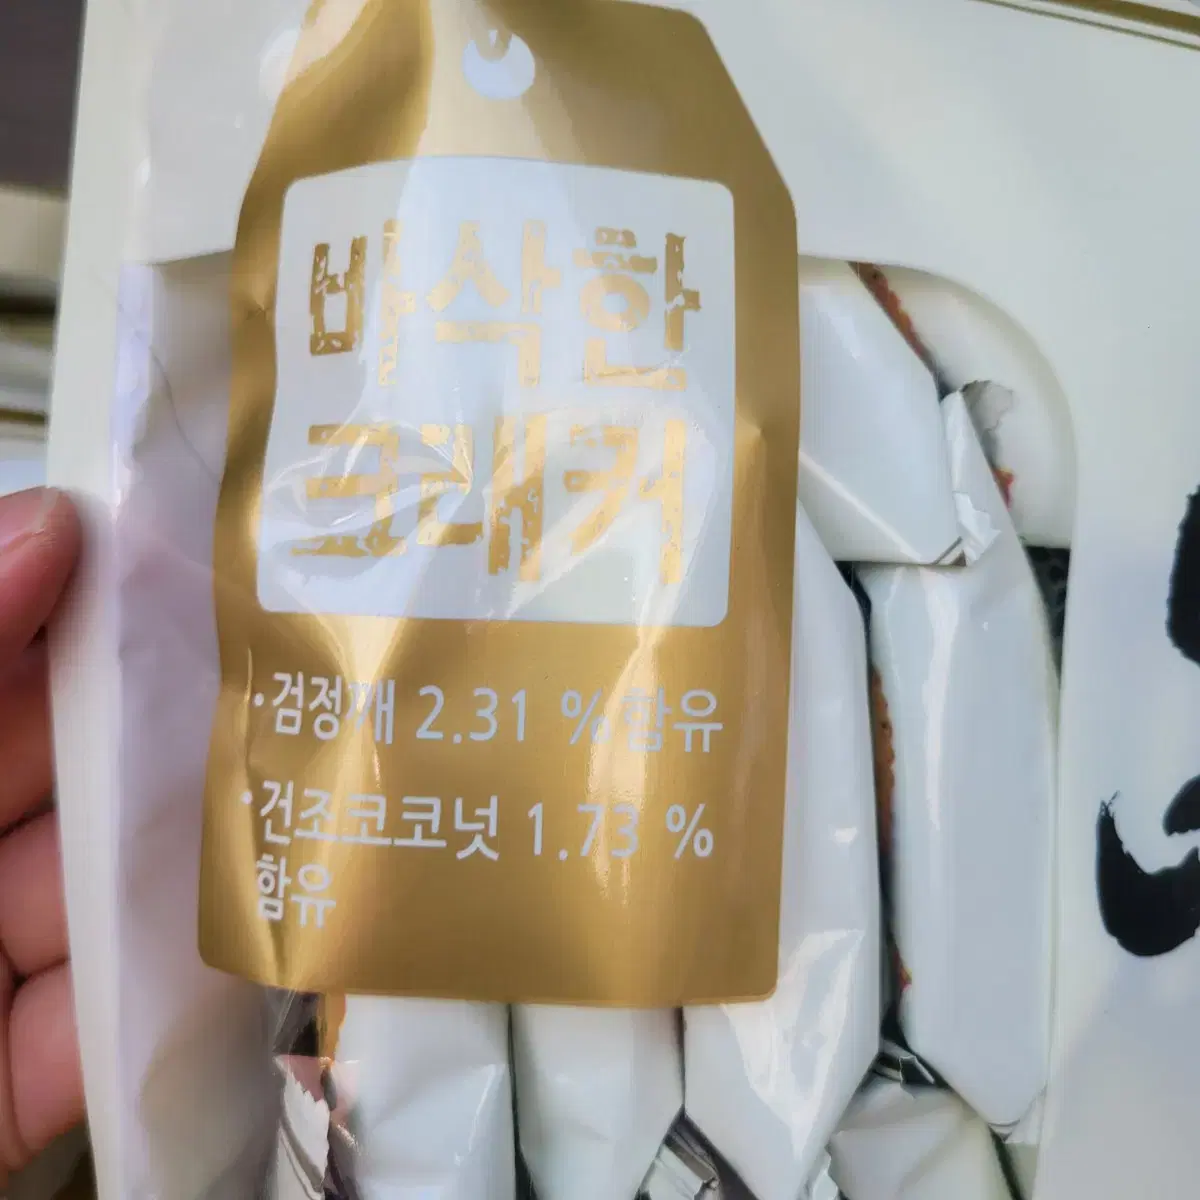 바삭한
크래커
·검정깨 2.31 %함유
·건조코코넛 1.73 %
함유